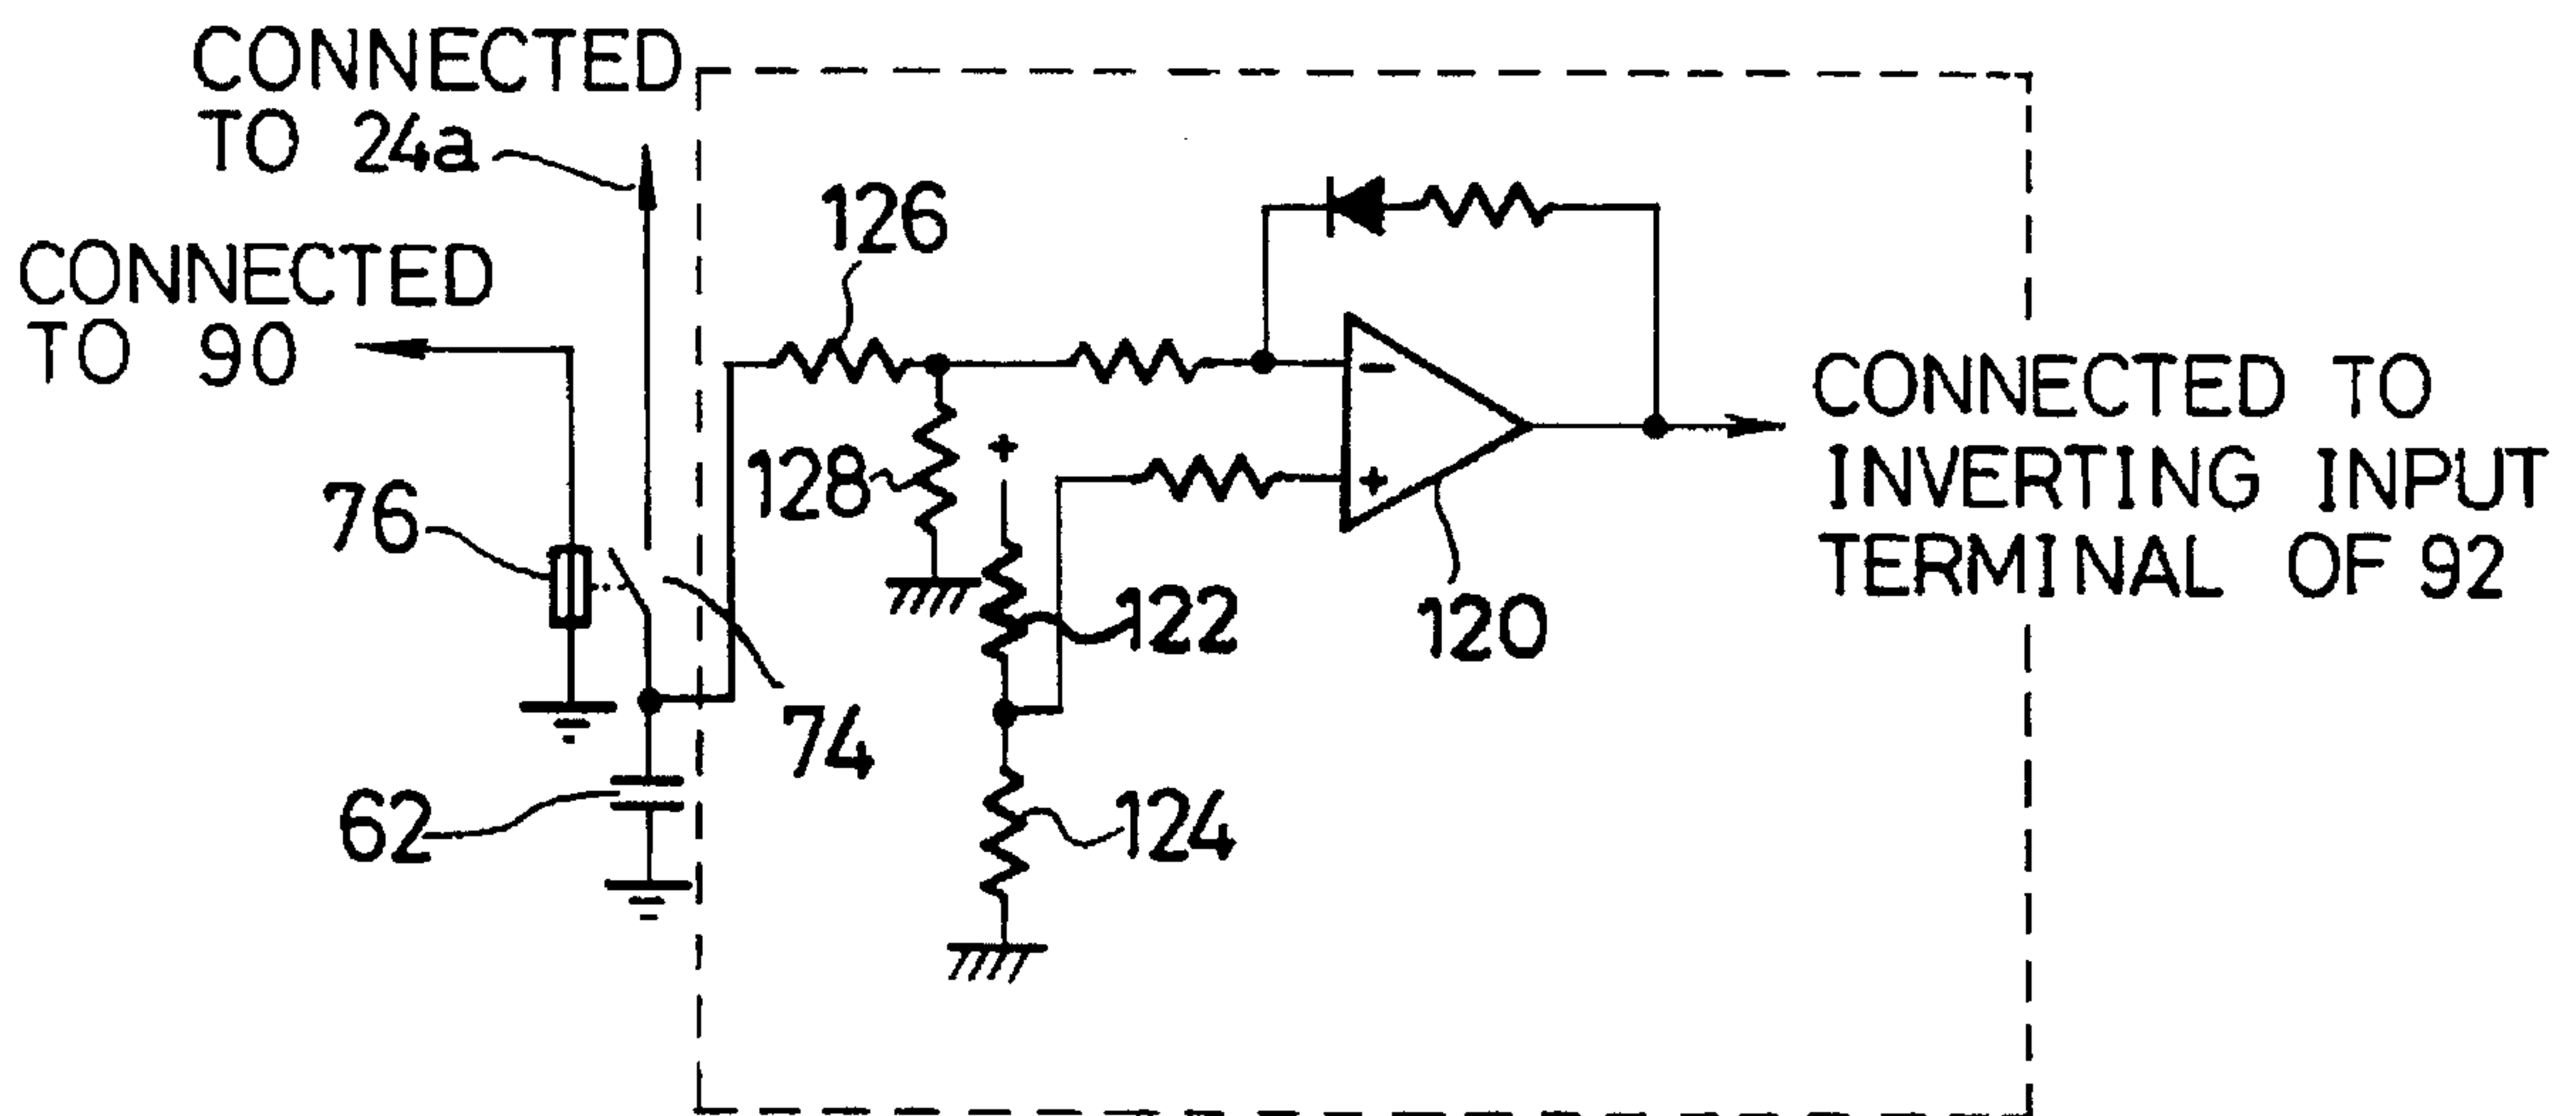 CONNECTED
TO 24a
126
CONNECTED
TO 90
CONNECTED TO
INVERTING INPUT
TERMINAL OF 92
-
+
128
+
76
122
120
74
62
124